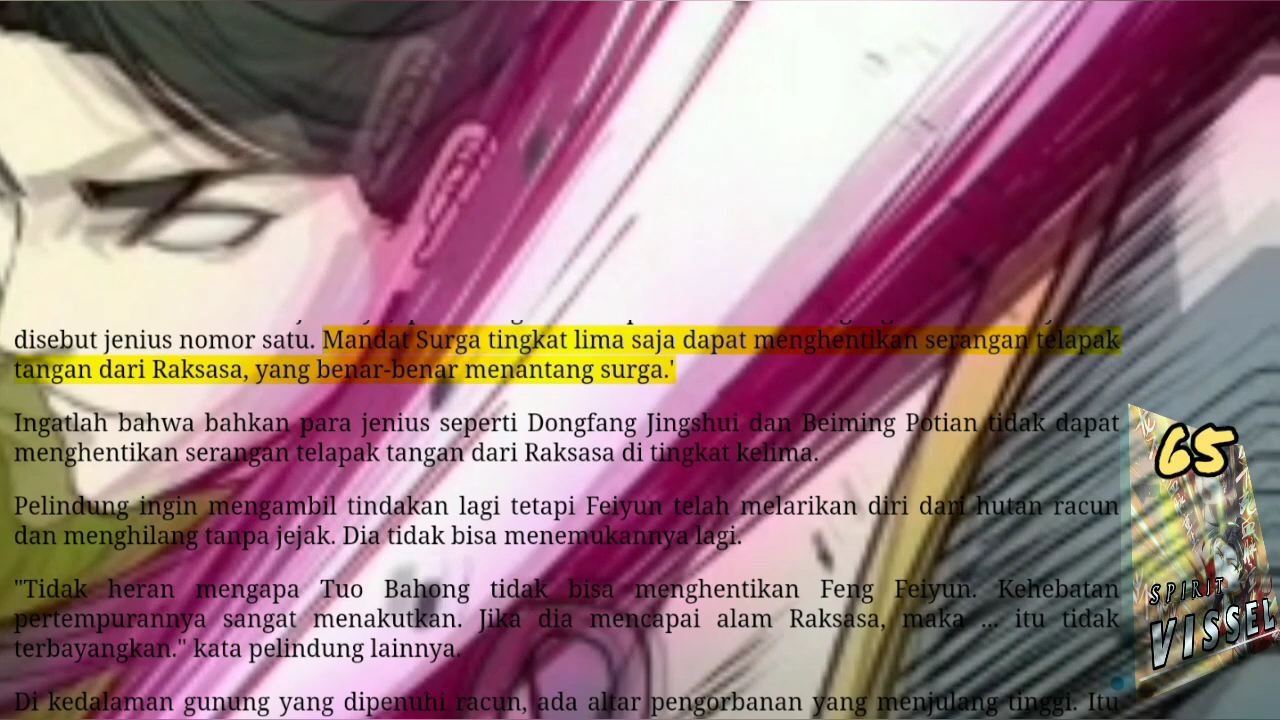 disebut jenius nomor satu. Mandat Surga tingkat lima saja dapat menghentikan serangan telapak
tangan dari Raksasa, yang benar-benar menantang surga.'
Ingatlah bahwa bahkan para jenius seperti Dongfang Jingshui dan Beiming Potian tidak dapat
menghentikan serangan telapak tangan dari Raksasa di tingkat kelima.
Pelindung ingin mengambil tindakan lagi tetapi Feiyun telah melarikan diri dari hutan racun
dan menghilang tanpa jejak. Dia tidak bisa menemukannya lagi.
"Tidak heran mengapa Tuo Bahong tidak bisa menghentikan Feng Feiyun. Kehebatan
pertempurannya sangat menakutkan. Jika dia mencapai alam Raksasa, maka ... itu tidak
terbayangkan." kata pelindung lainnya.
Di kedalaman gunung yang dipenuhi racun, ada altar pengorbanan yang menjulang tinggi. Itu
65
SPIRIT
VISSEL